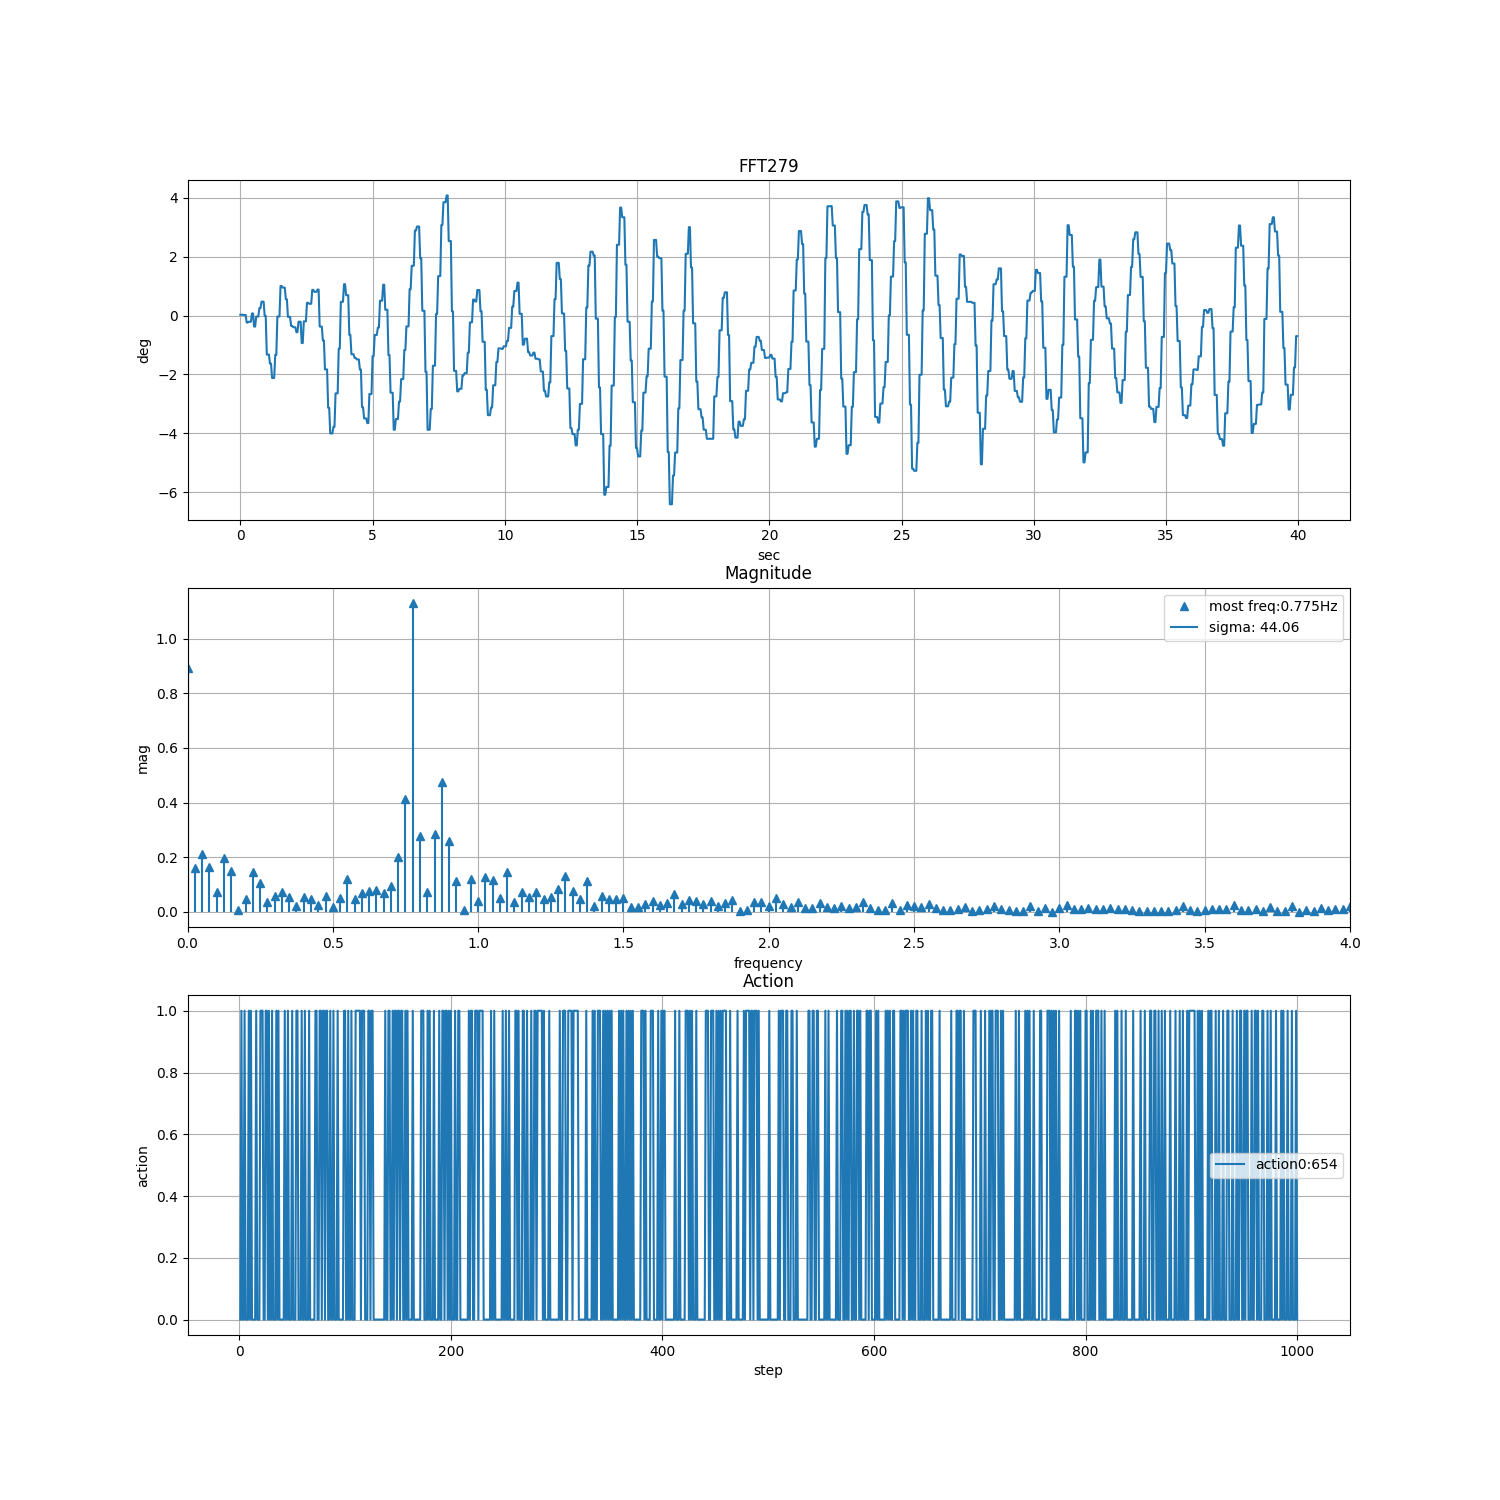 FFT279
4
2
0
−2
−4
−6
deg
0 5 10 15 20 25 30 35 40
sec
Magnitude
most freq:0.775Hz
sigma: 44.06
1.0
0.8
0.6
0.4
0.2
0.0
mag
0.0 0.5 1.0 1.5 2.0 2.5 3.0 3.5 4.0
frequency
Action
1.0
0.8
0.6
0.4
0.2
0.0
action
action0:654
0 200 400 600 800 1000
step